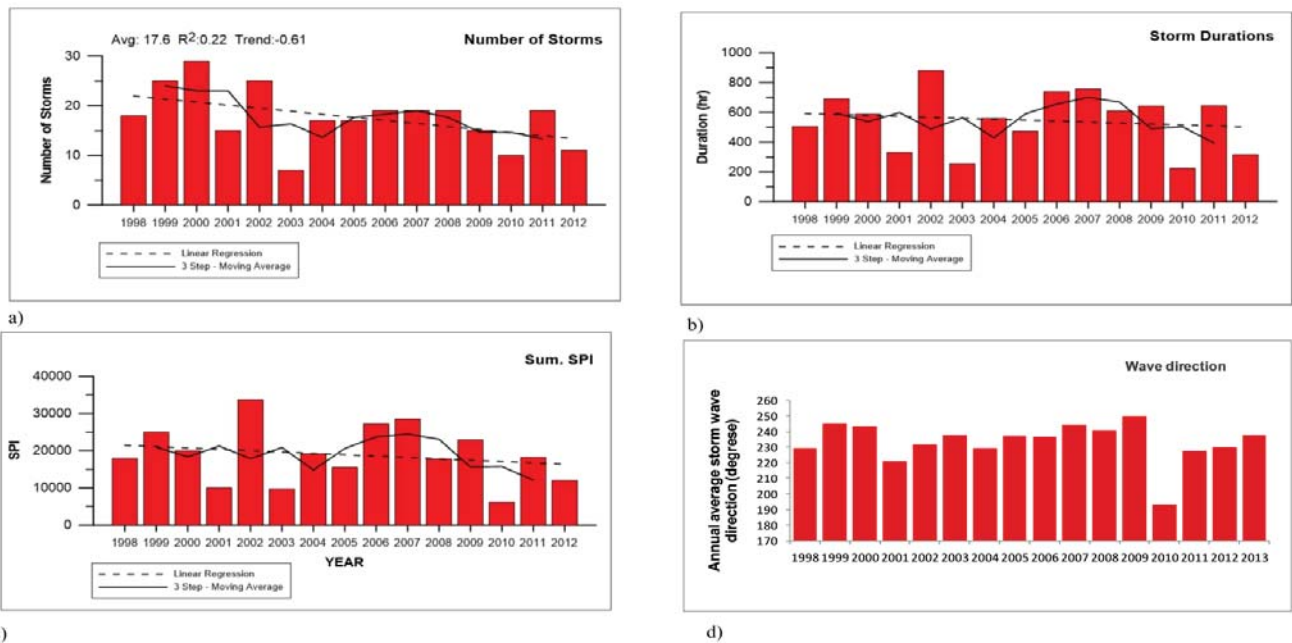 Avg: 17.6 R²:0.22 Trend:-0.61
Number of Storms
30
20
10
0
Number of Storms
1998 1999 2000 2001 2002 2003 2004 2005 2006 2007 2008 2009 2010 2011 2012
Linear Regression
3 Step - Moving Average
a)
Storm Durations
1000
800
600
400
200
0
Duration (hr)
1998 1999 2000 2001 2002 2003 2004 2005 2006 2007 2008 2009 2010 2011 2012
Linear Regression
3 Step - Moving Average
b)
Sum. SPI
40000
30000
20000
10000
0
SPI
1998 1999 2000 2001 2002 2003 2004 2005 2006 2007 2008 2009 2010 2011 2012
YEAR
Linear Regression
3 Step - Moving Average
)
Wave direction
260
250
240
230
220
210
200
190
180
170
Annual average storm wave
direction (degrese)
1998 1999 2000 2001 2002 2003 2004 2005 2006 2007 2008 2009 2010 2011 2012 2013
d)